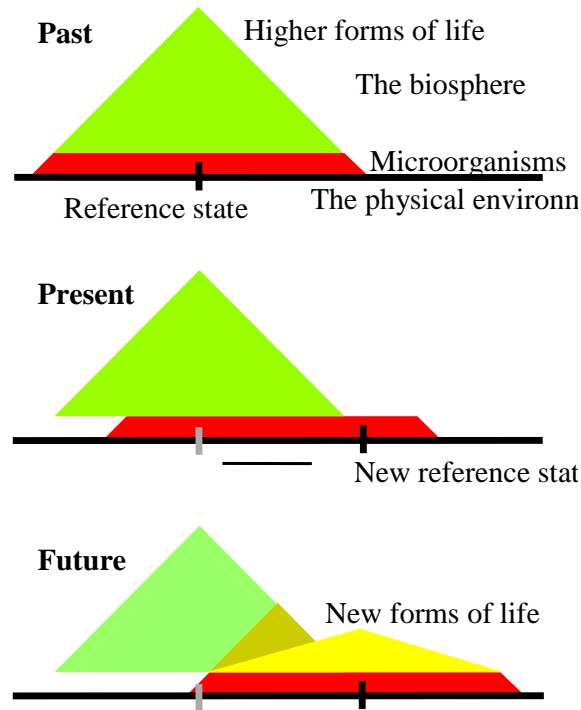 Past
Higher forms of life
The biosphere
Microorganisms
Reference state
The physical environm
Present
New reference stat
Future
New forms of life